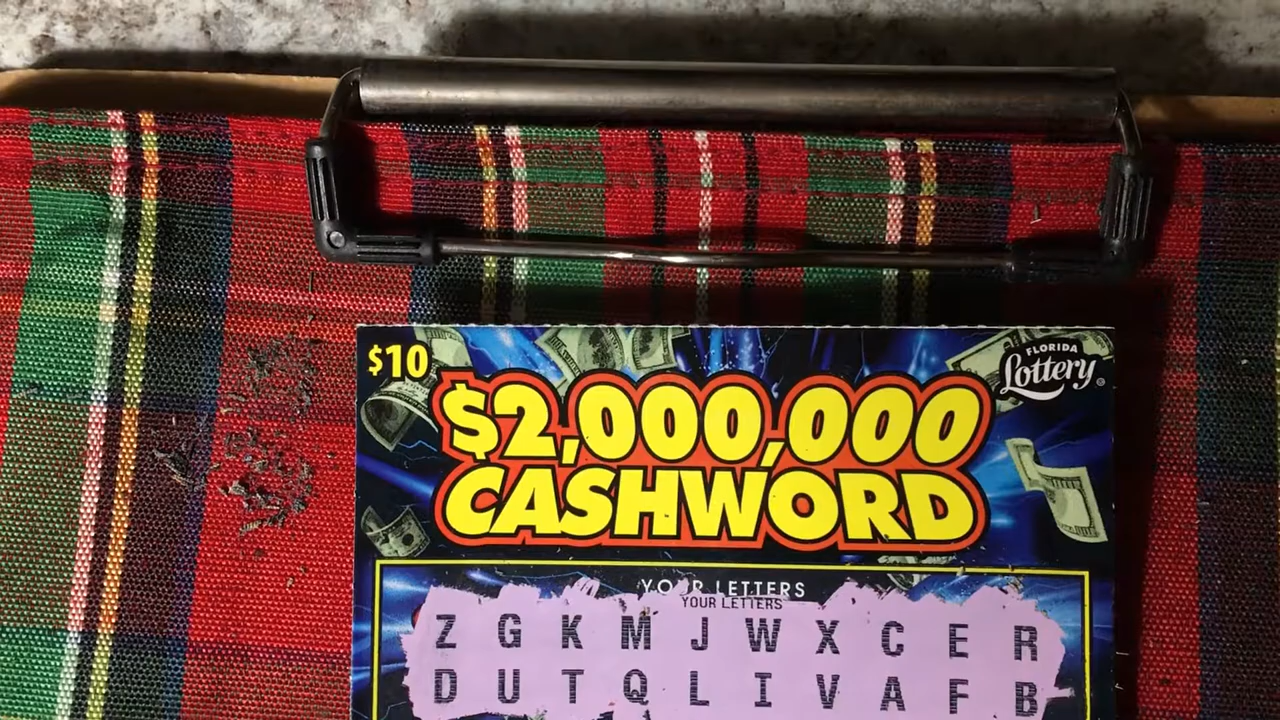 $10
FLORIDA
Lottery
$2,000,000
CASHWORD
YOUR LETTERS
YOUR LETTERS
Z G K M J W X C E R
D U T Q L I V A F B